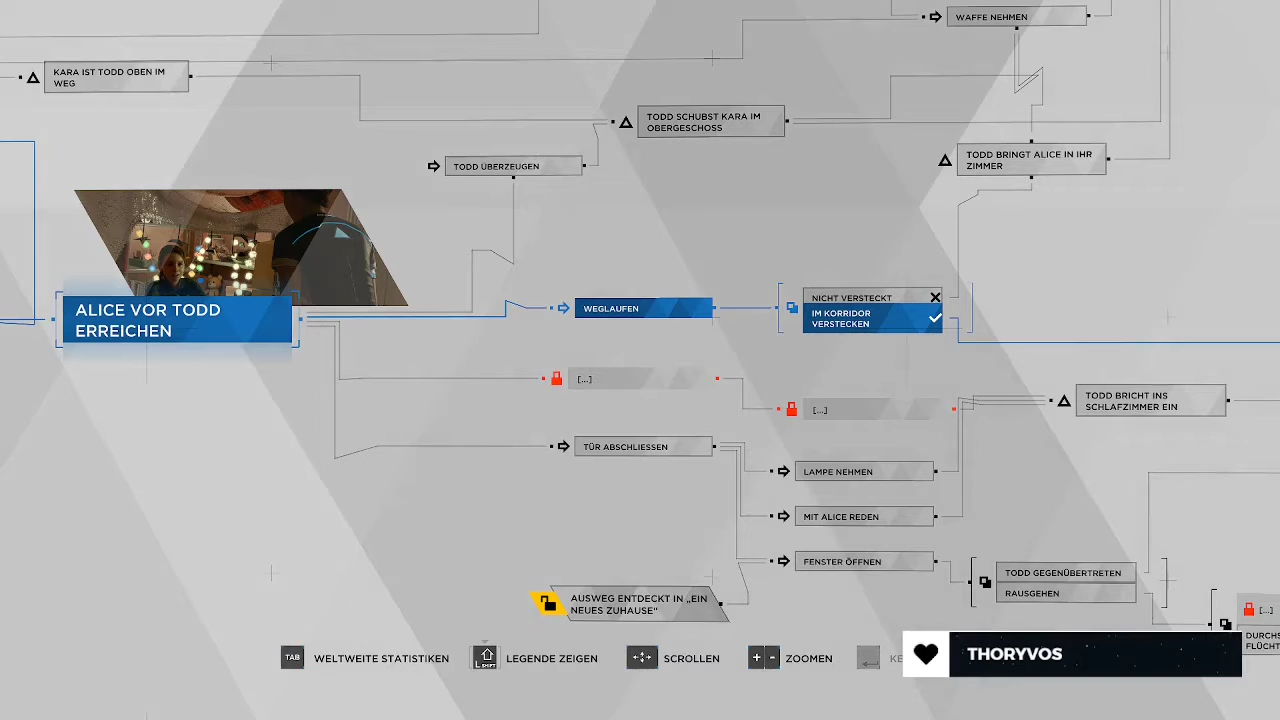 WAFFE NEHMEN
KARA IST TODD OBEN IM
WEG
TODD SCHUBST KARA IM
OBERGESCHOSS
TODD ÜBERZEUGEN
TODD BRINGT ALICE IN IHR
ZIMMER
ALICE VOR TODD
ERREICHEN
WEGLAUFEN
NICHT VERSTECKT
IM KORRIDOR
VERSTECKEN
[...]
[...]
TODD BRICHT INS
SCHLAFZIMMER EIN
TÜR ABSCHLIESSEN
LAMPE NEHMEN
MIT ALICE REDEN
FENSTER ÖFFNEN
TODD GEGENÜBERTRETEN
RAUSGEHEN
AUSWEG ENTDECKT IN „EIN
NEUES ZUHAUSE“
[...]
DURCHS
FLÜCHT
TAB WELTWEITE STATISTIKEN
L SHIFT LEGENDE ZEIGEN
SCROLLEN
+ - ZOOMEN
KE
THORYVOS